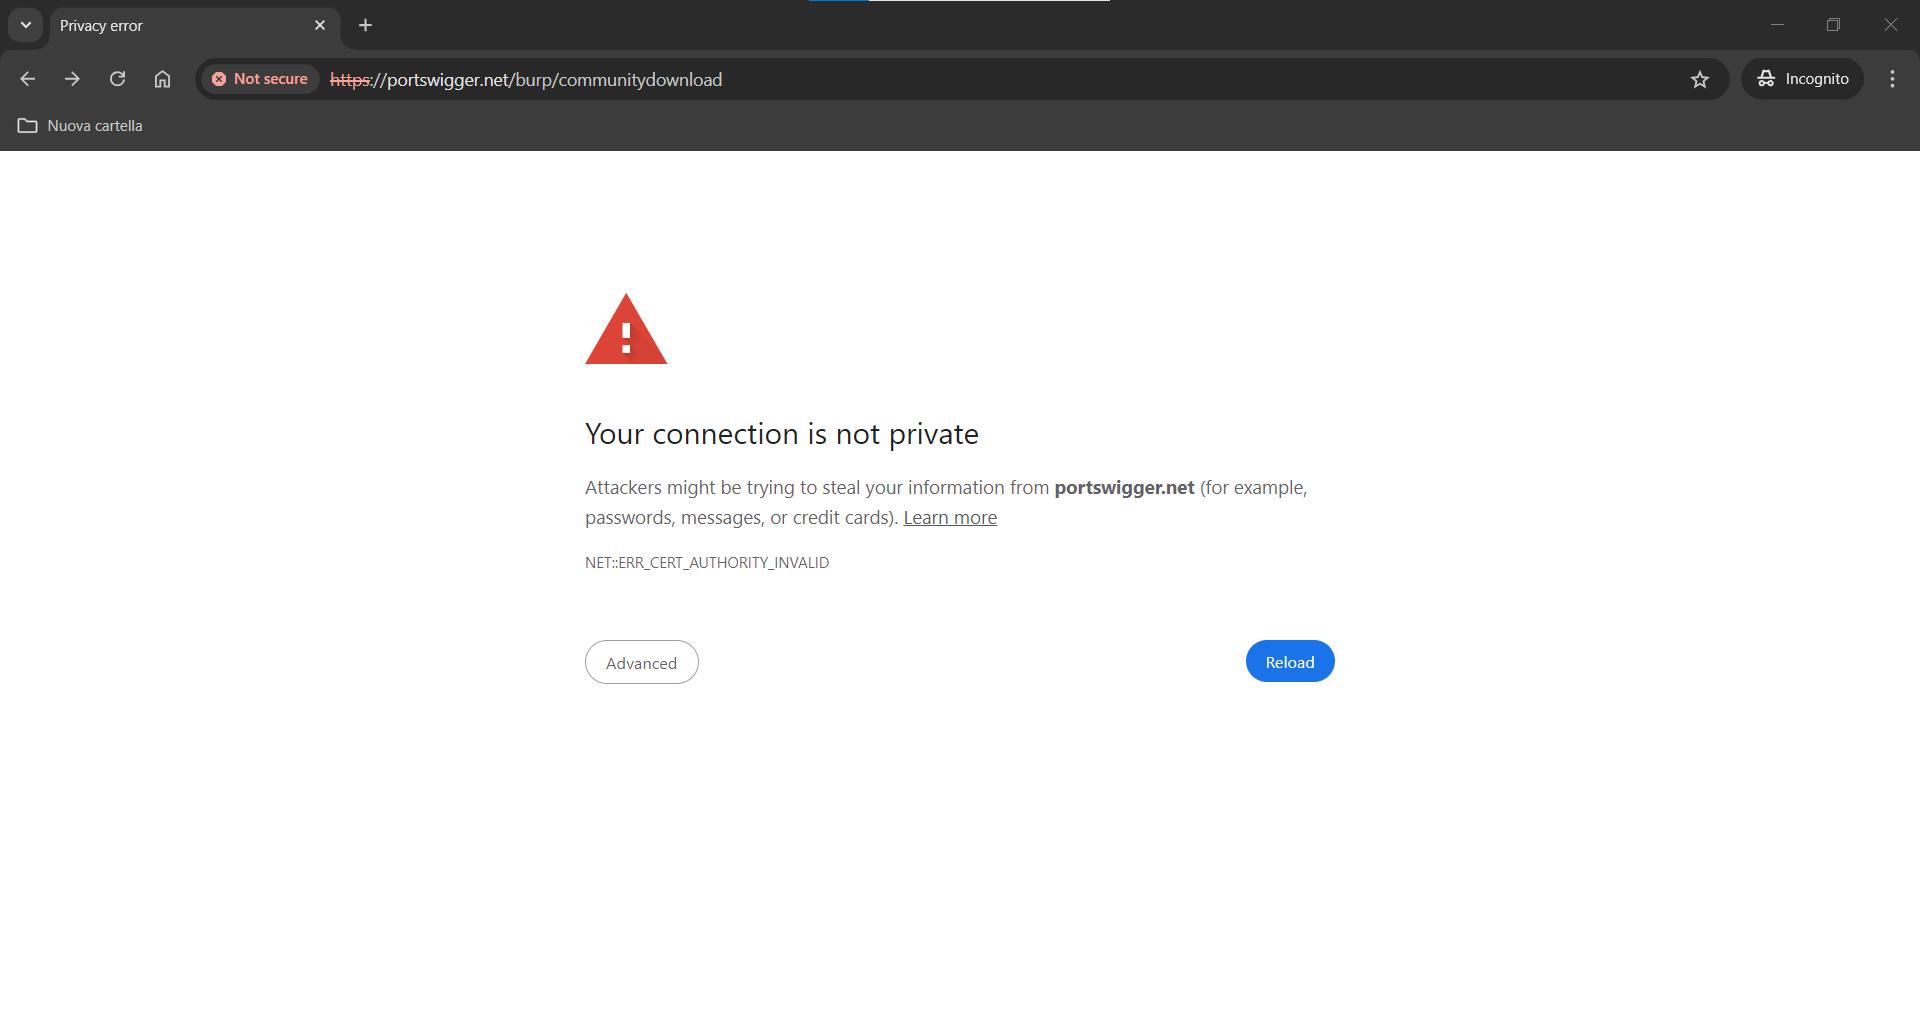 Privacy error
Not secure https://portswigger.net/burp/communitydownload Incognito
Nuova cartella
Your connection is not private
Attackers might be trying to steal your information from portswigger.net (for example,
passwords, messages, or credit cards). Learn more
NET::ERR_CERT_AUTHORITY_INVALID
Advanced Reload